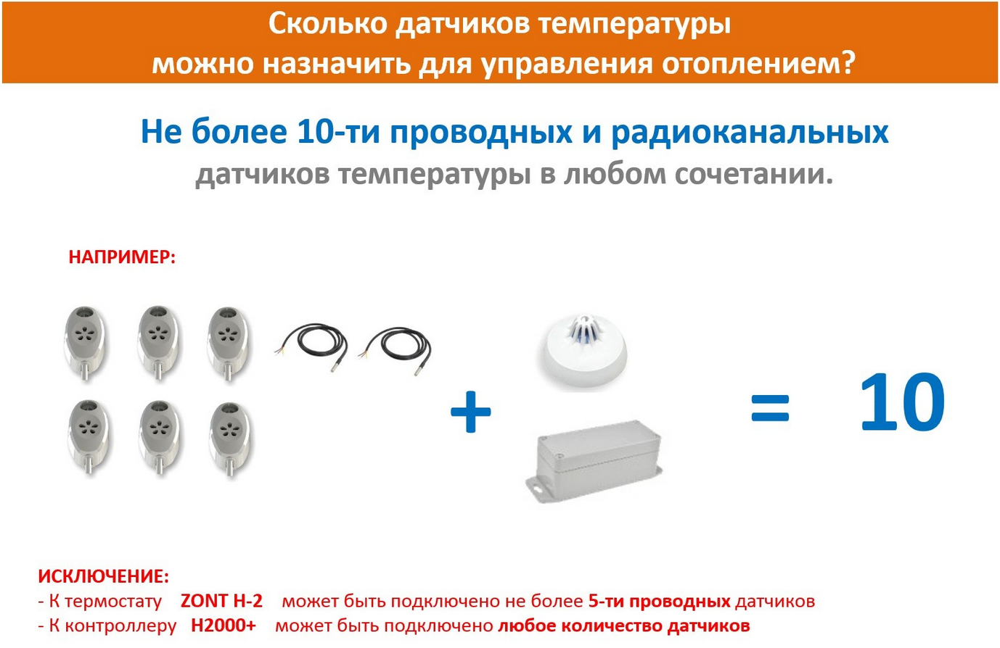 Сколько датчиков температуры
можно назначить для управления отоплением?
Не более 10-ти проводных и радиоканальных
датчиков температуры в любом сочетании.
НАПРИМЕР:
+ = 10
ИСКЛЮЧЕНИЕ:
- К термостату ZONT H-2 может быть подключено не более 5-ти проводных датчиков
- К контроллеру H2000+ может быть подключено любое количество датчиков